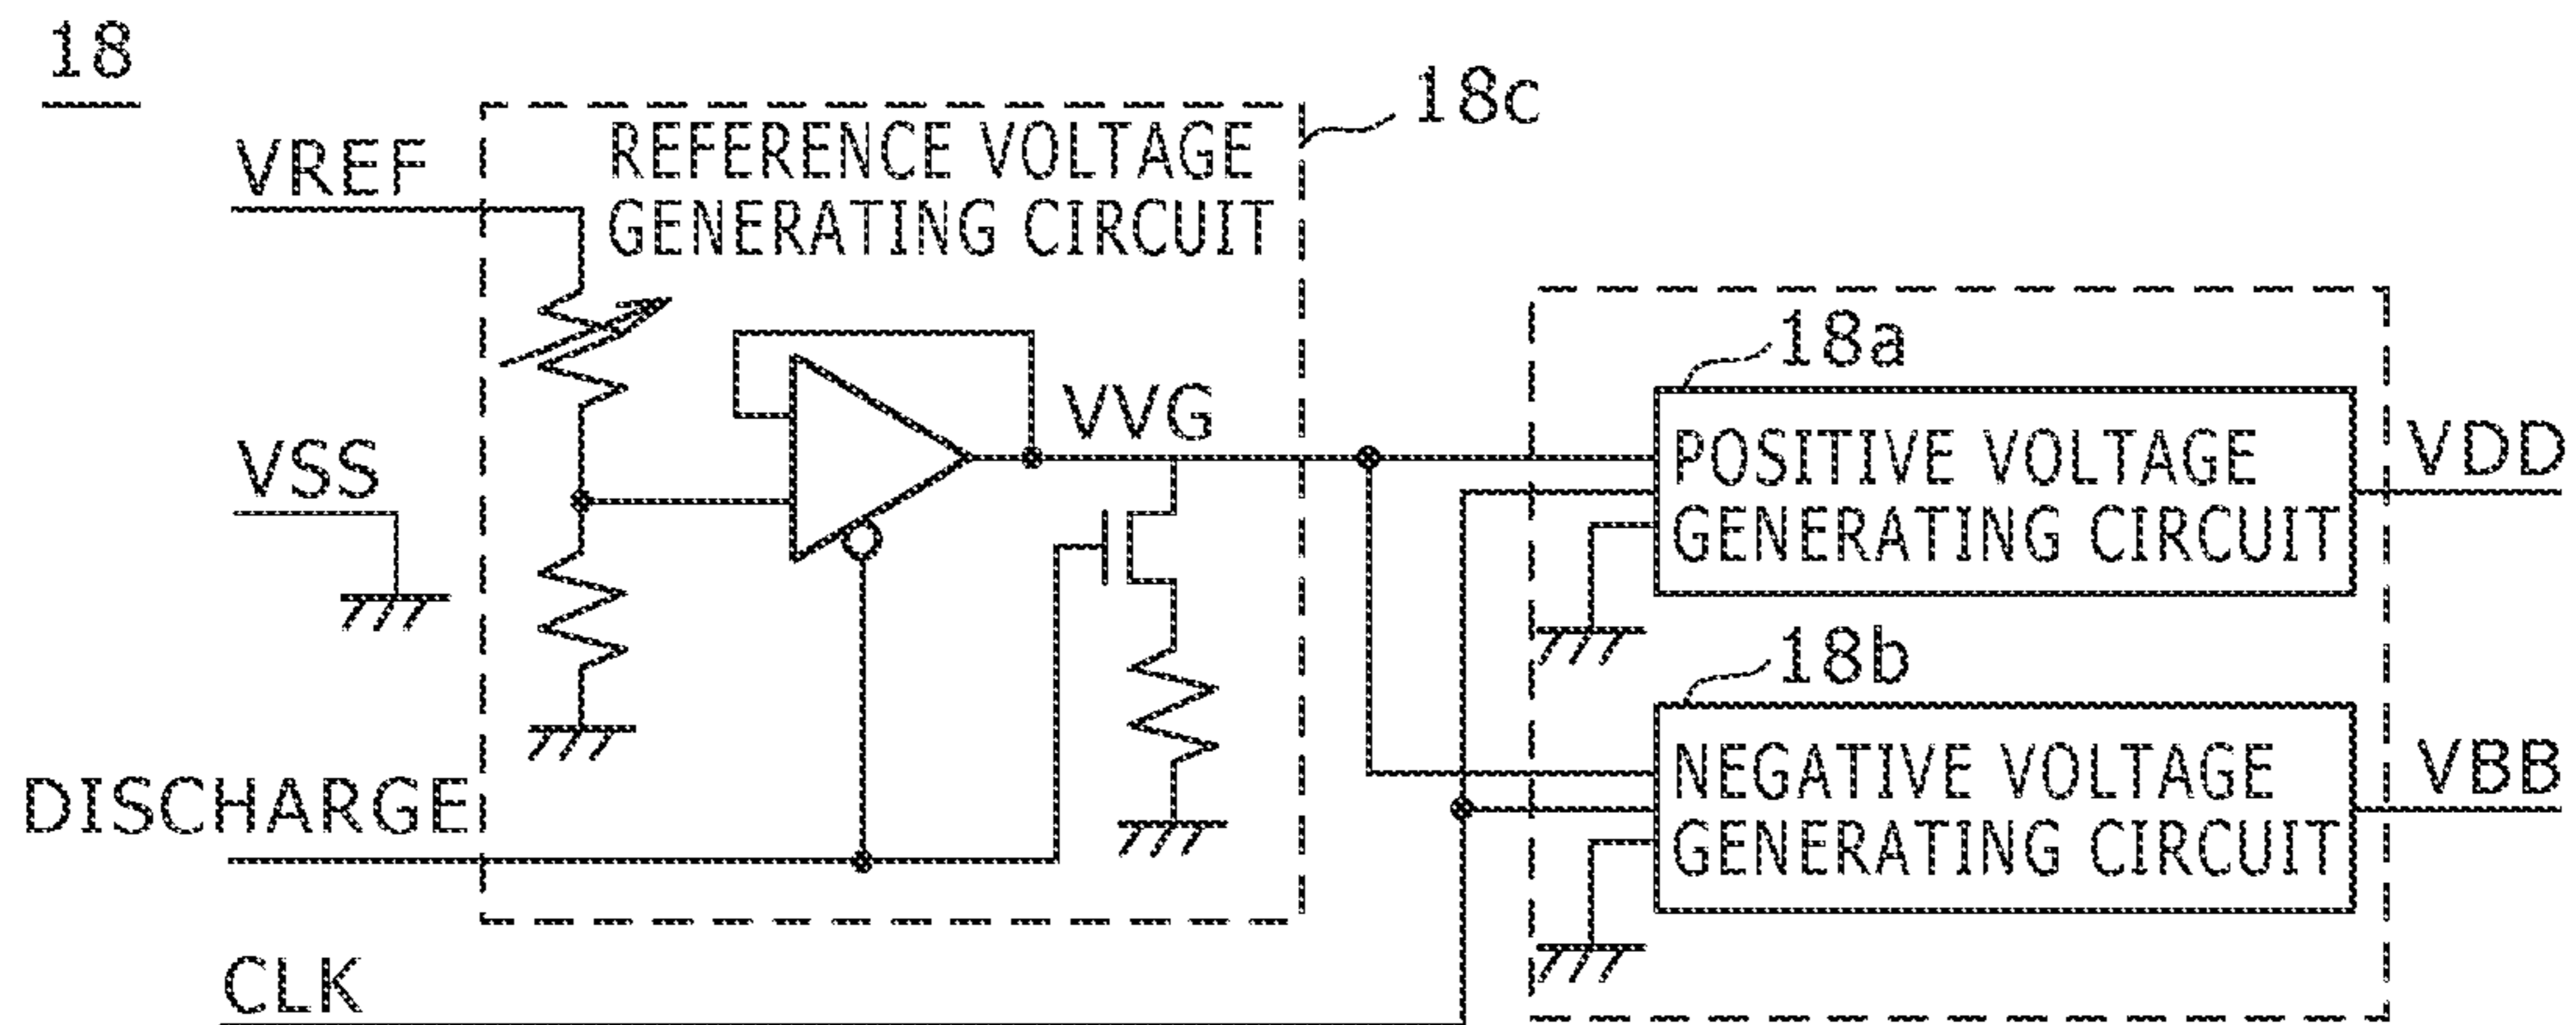 18
18c
REFERENCE VOLTAGE
GENERATING CIRCUIT
VREF
18a
VVG
VSS
POSITIVE VOLTAGE
GENERATING CIRCUIT
VDD
18b
NEGATIVE VOLTAGE
GENERATING CIRCUIT
VBB
DISCHARGE
CLK